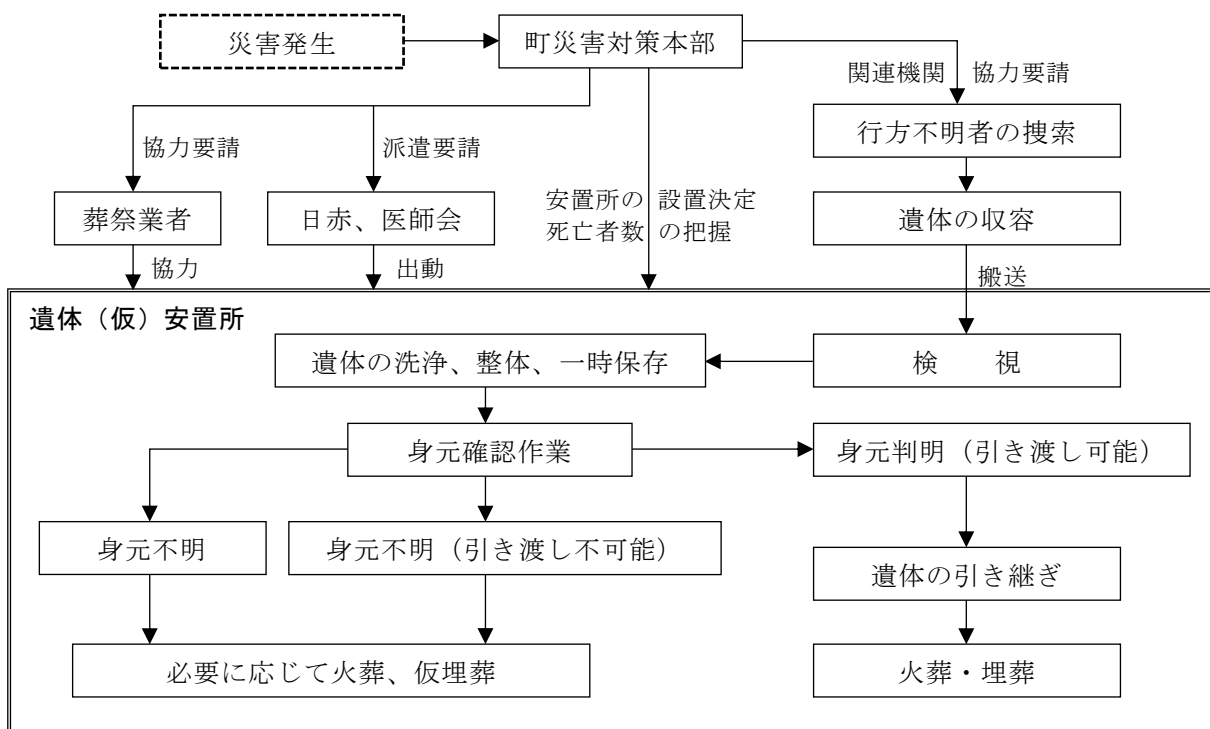 災害発生
町災害対策本部
関連機関 協力要請
協力要請
派遣要請
行方不明者の捜索
安置所の 設置決定
死亡者数 の把握
葬祭業者
日赤、医師会
遺体の収容
協力
出動
搬送
遺体（仮）安置所
遺体の洗浄、整体、一時保存
検　　視
身元確認作業
身元判明（引き渡し可能）
身元不明
身元不明（引き渡し不可能）
遺体の引き継ぎ
必要に応じて火葬、仮埋葬
火葬・埋葬